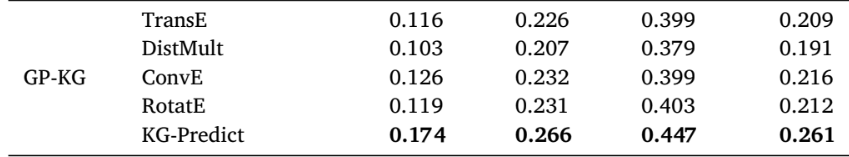 TransE 0.116 0.226 0.399 0.209
DistMult 0.103 0.207 0.379 0.191
GP-KG ConvE 0.126 0.232 0.399 0.216
RotatE 0.119 0.231 0.403 0.212
KG-Predict 0.174 0.266 0.447 0.261